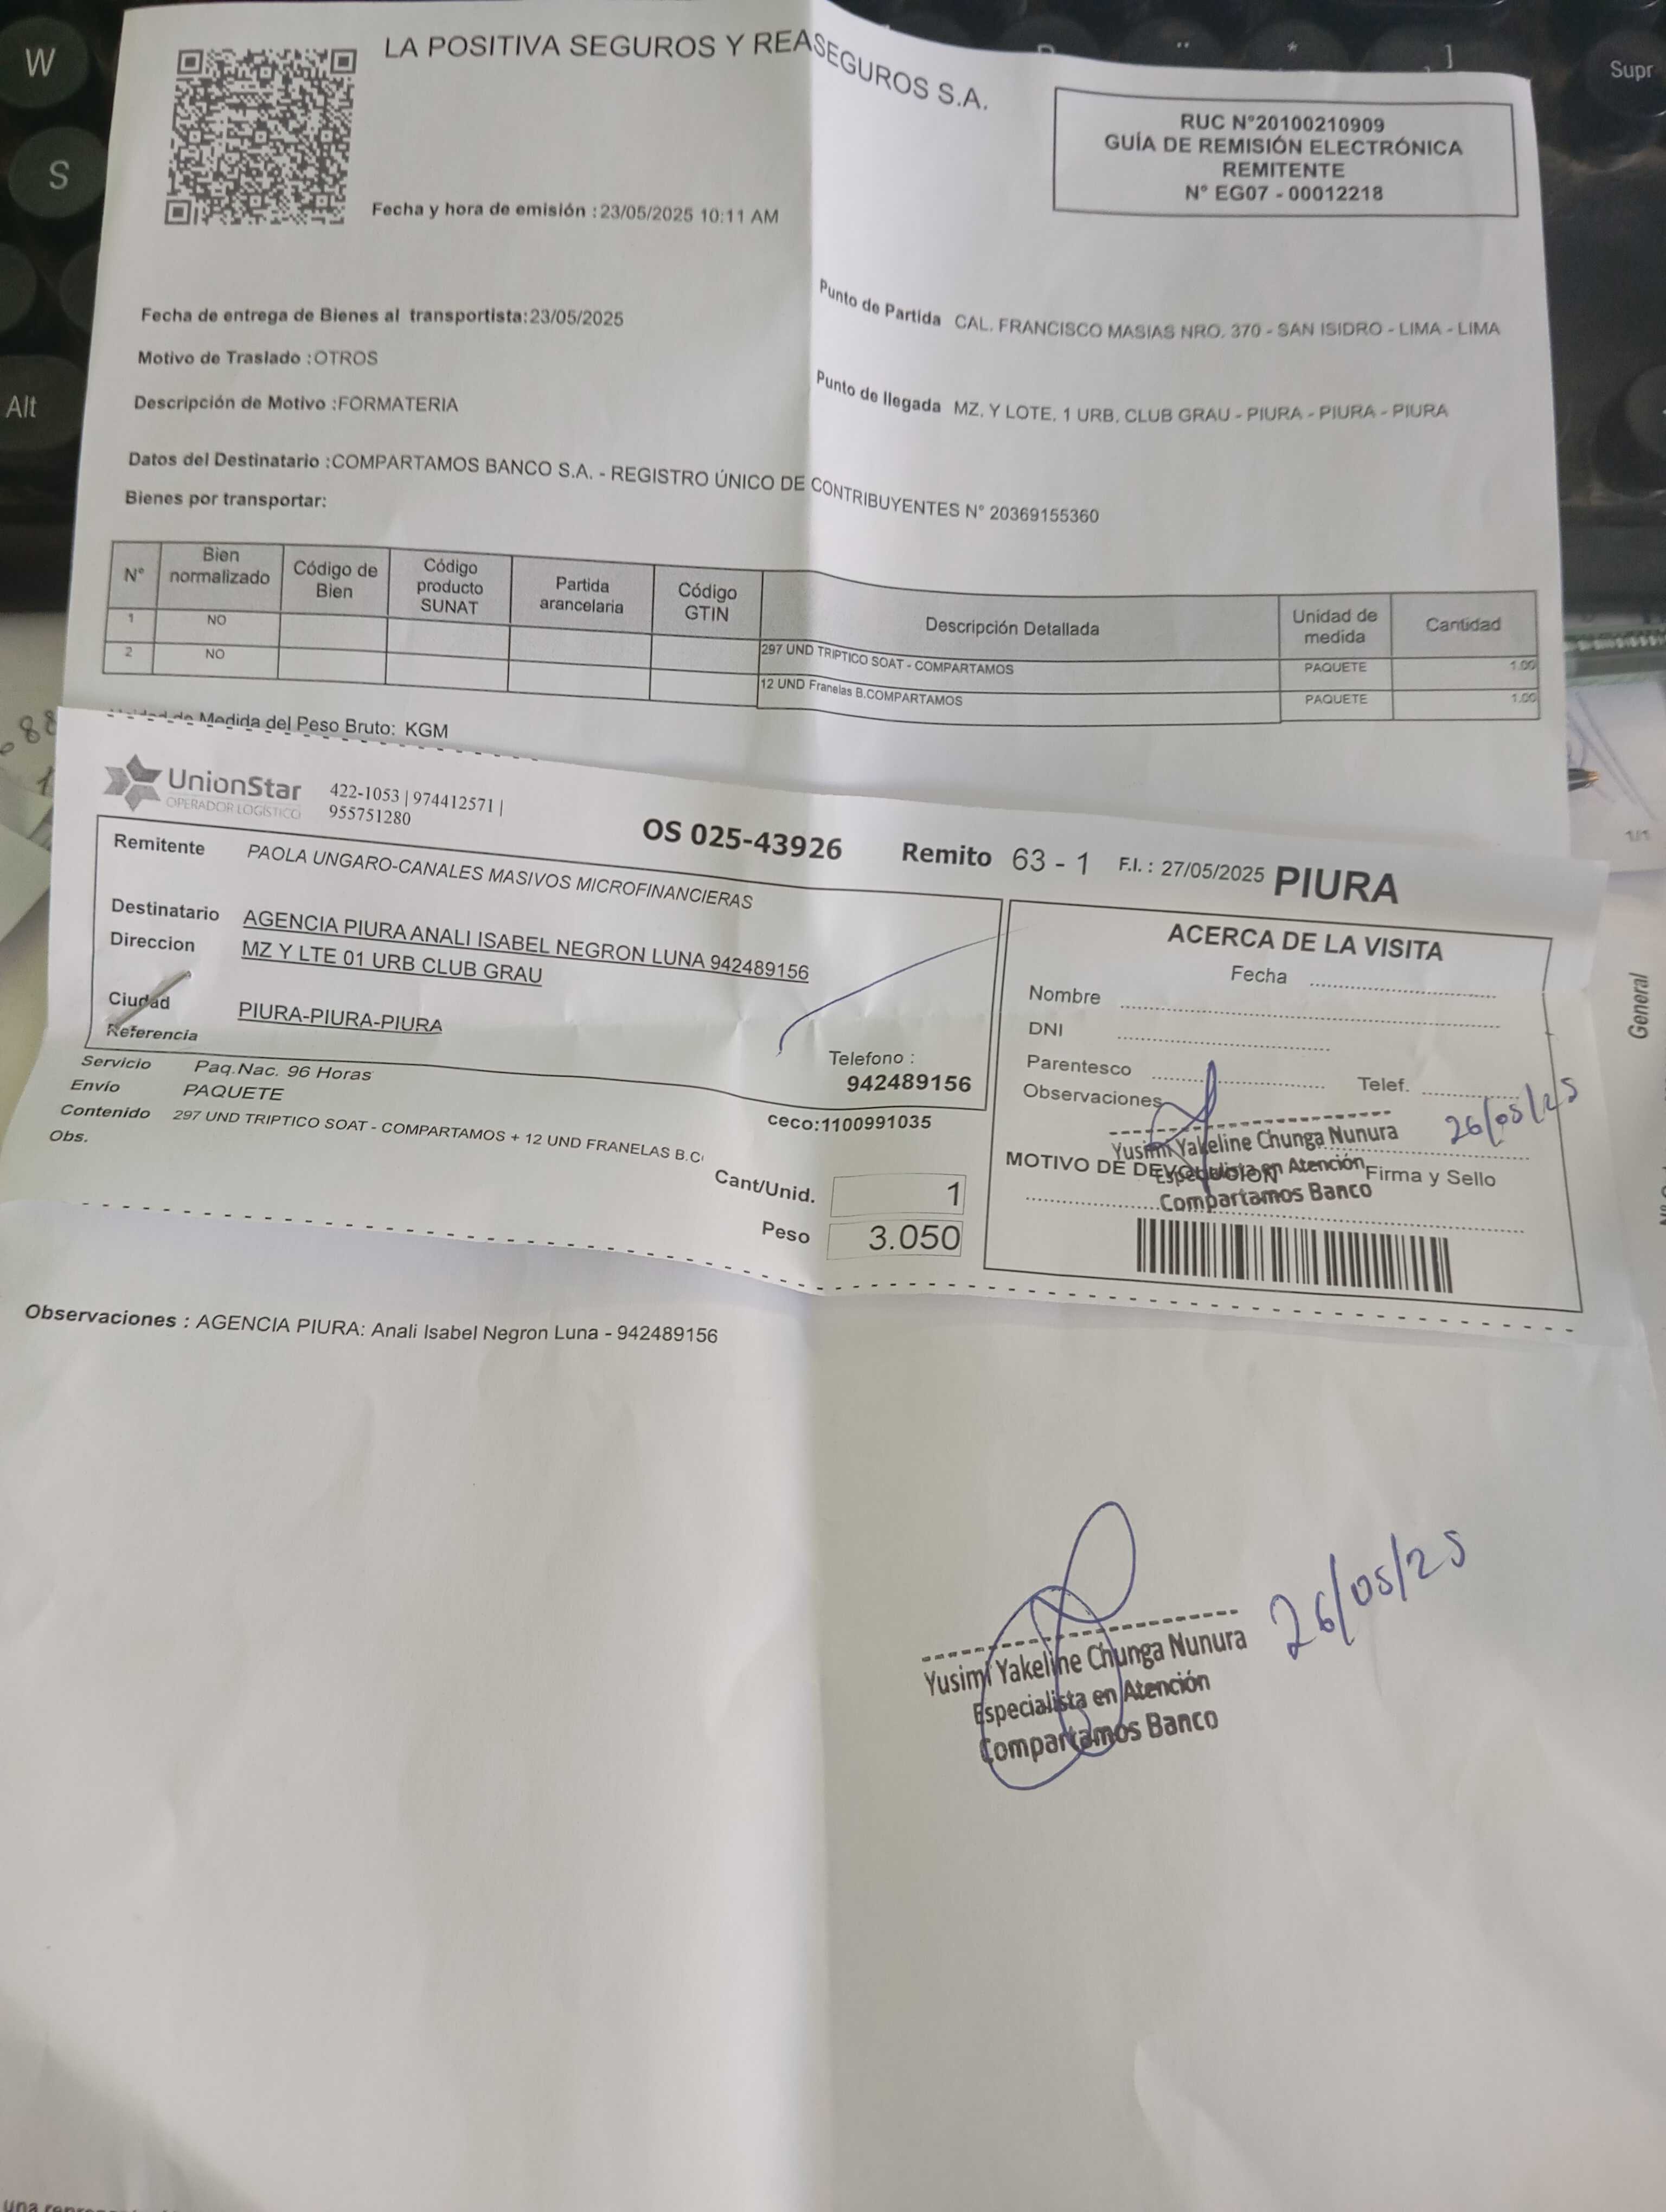 LA POSITIVA SEGUROS Y REASEGUROS S.A.
RUC N°20100210909
GUÍA DE REMISIÓN ELECTRÓNICA
REMITENTE
N° EG07 - 00012218
Fecha y hora de emisión : 23/05/2025 10:11 AM
Fecha de entrega de Bienes al transportista:23/05/2025
Punto de Partida CAL. FRANCISCO MASIAS NRO. 370 - SAN ISIDRO - LIMA - LIMA
Motivo de Traslado :OTROS
Descripción de Motivo :FORMATERIA
Punto de llegada MZ. Y LOTE. 1 URB. CLUB GRAU - PIURA - PIURA - PIURA
Datos del Destinatario :COMPARTAMOS BANCO S.A. - REGISTRO ÚNICO DE CONTRIBUYENTES N° 20369155360
Bienes por transportar:
N° Bien normalizado Código de Bien Código producto SUNAT Partida arancelaria Código GTIN Descripción Detallada Unidad de medida Cantidad
1 NO 297 UND TRIPTICO SOAT - COMPARTAMOS PAQUETE 1.00
2 NO 12 UND Franelas B.COMPARTAMOS PAQUETE 1.00
de Medida del Peso Bruto: KGM
UnionStar
OPERADOR LOGÍSTICO
422-1053 | 974412571 |
955751280
OS 025-43926 Remito 63 - 1 F.I. : 27/05/2025 PIURA
Remitente PAOLA UNGARO-CANALES MASIVOS MICROFINANCIERAS
Destinatario AGENCIA PIURA ANALI ISABEL NEGRON LUNA 942489156
Direccion MZ Y LTE 01 URB CLUB GRAU
Ciudad PIURA-PIURA-PIURA
Referencia
Telefono :
942489156
Servicio Paq.Nac. 96 Horas
Envío PAQUETE
ceco:1100991035
Contenido 297 UND TRIPTICO SOAT - COMPARTAMOS + 12 UND FRANELAS B.C
Obs.
Cant/Unid. 1
Peso 3.050
ACERCA DE LA VISITA
Fecha
Nombre
DNI
Parentesco Telef.
Observaciones
26/05/25
Yusimi Yakeline Chunga Nunura
MOTIVO DE DEVOLUCION Firma y Sello
Especialista en Atención
Compartamos Banco
Observaciones : AGENCIA PIURA: Anali Isabel Negron Luna - 942489156
26/05/25
Yusimi Yakeline Chunga Nunura
Especialista en Atención
Compartamos Banco
W
S
Alt
Supr
1/1
General